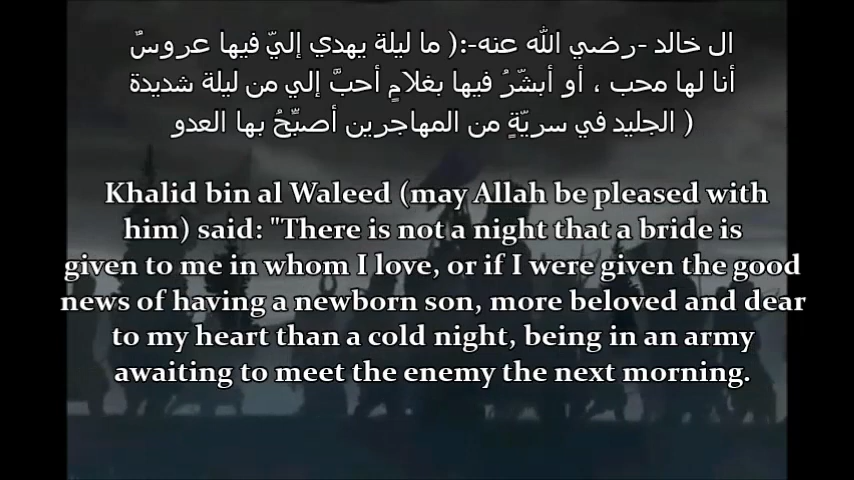 ال خالد -رضي الله عنه-:( ما ليلة يهدي إليّ فيها عروسٌ
أنا لها محب ، أو أبشّرُ فيها بغلامٍ أحبَّ إلي من ليلة شديدة
( الجليد في سريّةٍ من المهاجرين أصبِّحُ بها العدو
Khalid bin al Waleed (may Allah be pleased with
him) said: "There is not a night that a bride is
given to me in whom I love, or if I were given the good
news of having a newborn son, more beloved and dear
to my heart than a cold night, being in an army
awaiting to meet the enemy the next morning.